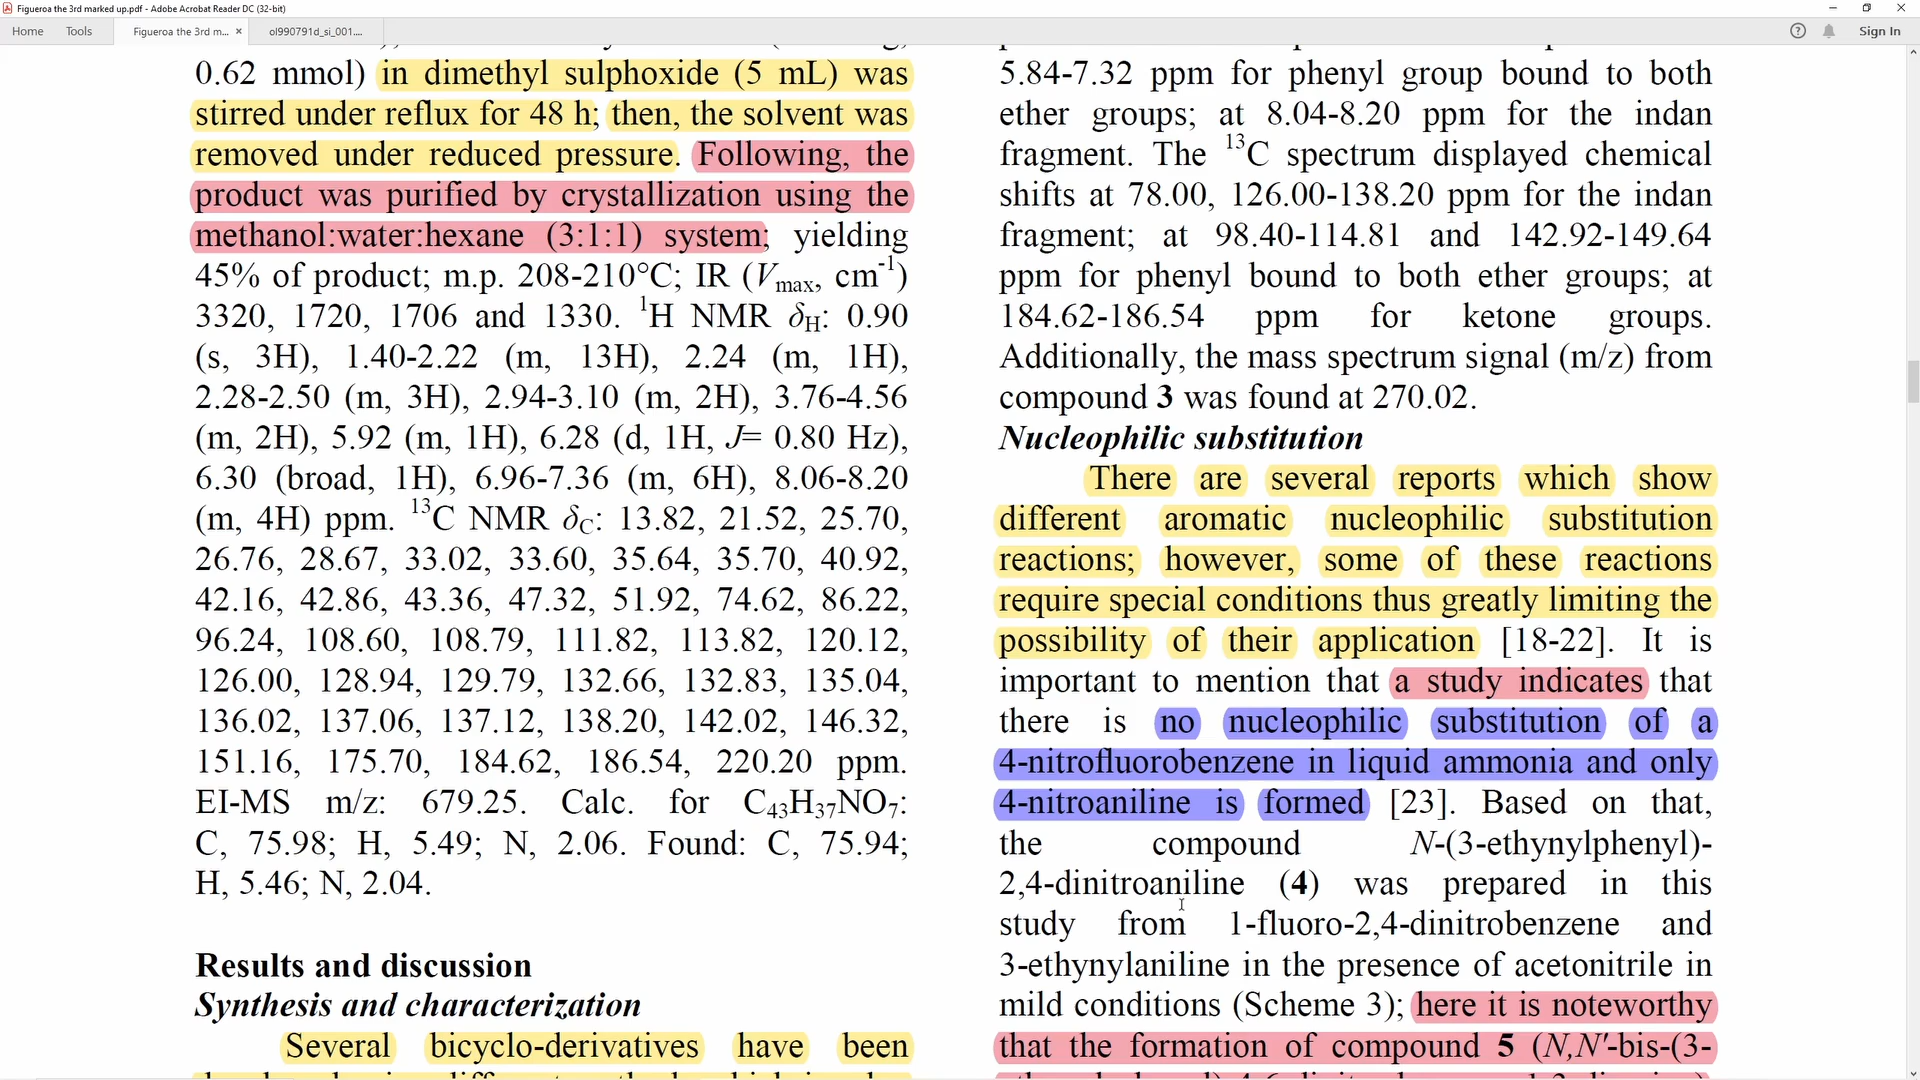 Figueroa the 3rd marked up.pdf - Adobe Acrobat Reader DC (32-bit)
Home Tools Figueroa the 3rd m... × ol990791d_si_001.... Sign In
0.62 mmol) in dimethyl sulphoxide (5 mL) was
stirred under reflux for 48 h; then, the solvent was
removed under reduced pressure. Following, the
product was purified by crystallization using the
methanol:water:hexane (3:1:1) system; yielding
45% of product; m.p. 208-210°C; IR (Vmax, cm-1)
3320, 1720, 1706 and 1330. 1H NMR δH: 0.90
(s, 3H), 1.40-2.22 (m, 13H), 2.24 (m, 1H),
2.28-2.50 (m, 3H), 2.94-3.10 (m, 2H), 3.76-4.56
(m, 2H), 5.92 (m, 1H), 6.28 (d, 1H, J= 0.80 Hz),
6.30 (broad, 1H), 6.96-7.36 (m, 6H), 8.06-8.20
(m, 4H) ppm. 13C NMR δC: 13.82, 21.52, 25.70,
26.76, 28.67, 33.02, 33.60, 35.64, 35.70, 40.92,
42.16, 42.86, 43.36, 47.32, 51.92, 74.62, 86.22,
96.24, 108.60, 108.79, 111.82, 113.82, 120.12,
126.00, 128.94, 129.79, 132.66, 132.83, 135.04,
136.02, 137.06, 137.12, 138.20, 142.02, 146.32,
151.16, 175.70, 184.62, 186.54, 220.20 ppm.
EI-MS m/z: 679.25. Calc. for C43H37NO7:
C, 75.98; H, 5.49; N, 2.06. Found: C, 75.94;
H, 5.46; N, 2.04.
Results and discussion
Synthesis and characterization
Several bicyclo-derivatives have been
5.84-7.32 ppm for phenyl group bound to both
ether groups; at 8.04-8.20 ppm for the indan
fragment. The 13C spectrum displayed chemical
shifts at 78.00, 126.00-138.20 ppm for the indan
fragment; at 98.40-114.81 and 142.92-149.64
ppm for phenyl bound to both ether groups; at
184.62-186.54 ppm for ketone groups.
Additionally, the mass spectrum signal (m/z) from
compound 3 was found at 270.02.
Nucleophilic substitution
There are several reports which show
different aromatic nucleophilic substitution
reactions; however, some of these reactions
require special conditions thus greatly limiting the
possibility of their application [18-22]. It is
important to mention that a study indicates that
there is no nucleophilic substitution of a
4-nitrofluorobenzene in liquid ammonia and only
4-nitroaniline is formed [23]. Based on that,
the compound N-(3-ethynylphenyl)-
2,4-dinitroaniline (4) was prepared in this
study from 1-fluoro-2,4-dinitrobenzene and
3-ethynylaniline in the presence of acetonitrile in
mild conditions (Scheme 3); here it is noteworthy
that the formation of compound 5 (N,N'-bis-(3-